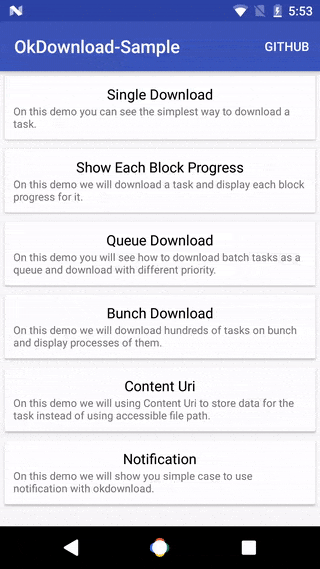 5:53
OkDownload-Sample GITHUB
Single Download
On this demo you can see the simplest way to download a
task.
Show Each Block Progress
On this demo we will download a task and display each block
progress for it.
Queue Download
On this demo you will see how to download batch tasks as a
queue and download with different priority.
Bunch Download
On this demo we will download hundreds of tasks on bunch
and display processes of them.
Content Uri
On this demo we will using Content Uri to store data for the
task instead of using accessible file path.
Notification
On this demo we will show you simple case to use
notification with okdownload.